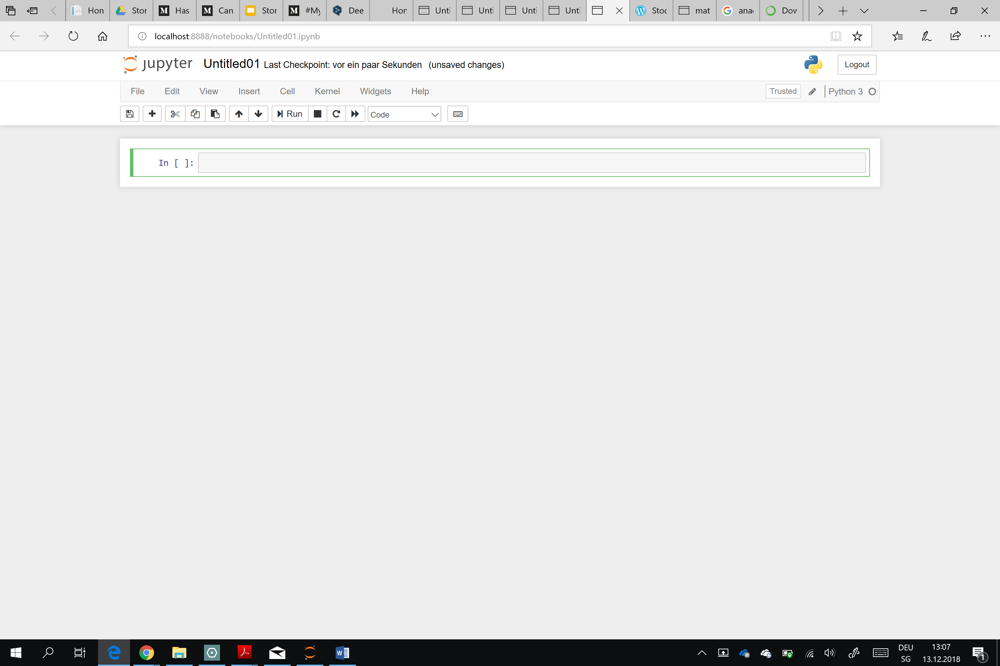 Hon Stor Has Can Stor #My Dee Hor Unti Unti Unti Unti Stoc mat ana Dow
localhost:8888/notebooks/Untitled01.ipynb
jupyter Untitled01 Last Checkpoint: vor ein paar Sekunden (unsaved changes) Logout
File Edit View Insert Cell Kernel Widgets Help Trusted Python 3
Run Code
In [ ]:
DEU 13:07
SG 13.12.2018 1